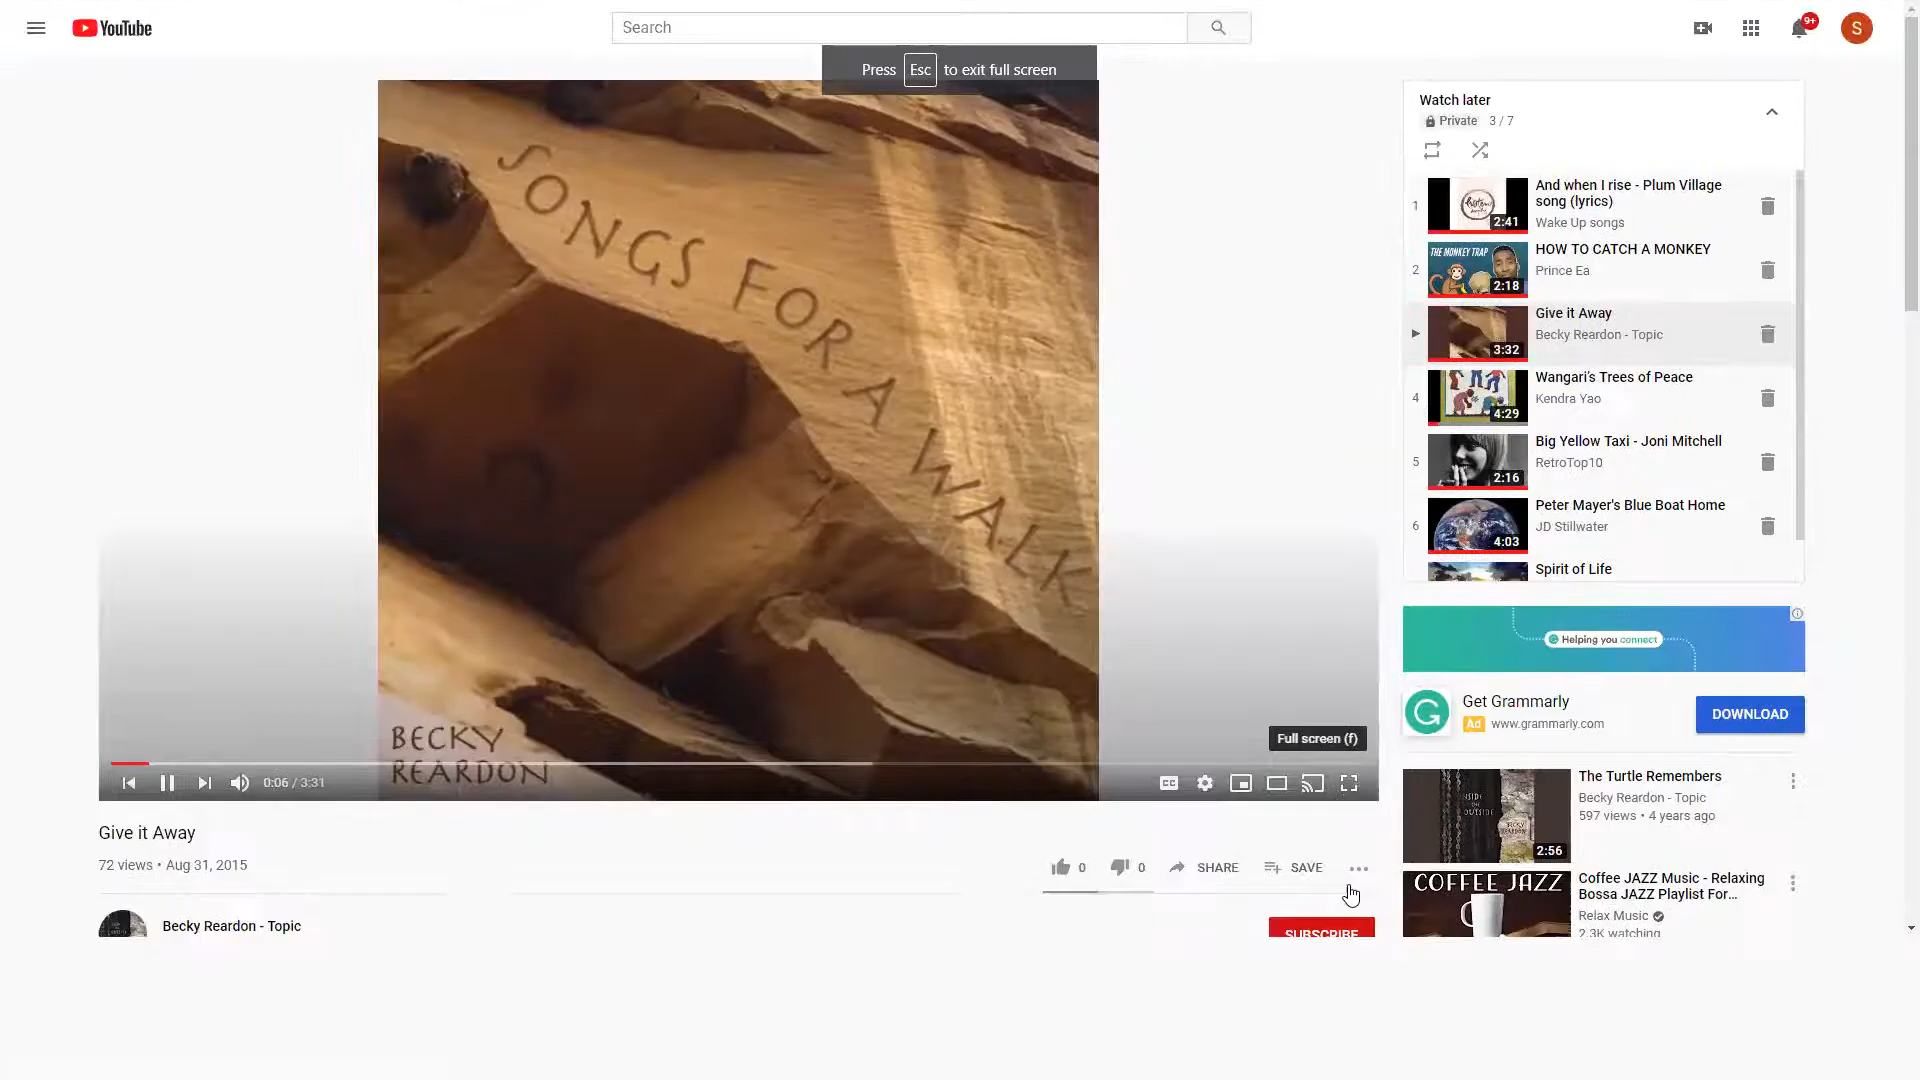 YouTube
Search
9+
S
Press Esc to exit full screen
SONGS FOR A WALK
BECKY
REARDON
Full screen (f)
0:06 / 3:31
CC
Give it Away
72 views • Aug 31, 2015
0
0
SHARE
SAVE
Becky Reardon - Topic
SUBSCRIBE
Watch later
Private 3 / 7
1
2:41
And when I rise - Plum Village
song (lyrics)
Wake Up songs
2
THE MONKEY TRAP
2:18
HOW TO CATCH A MONKEY
Prince Ea
3:32
Give it Away
Becky Reardon - Topic
4
4:29
Wangari’s Trees of Peace
Kendra Yao
5
2:16
Big Yellow Taxi - Joni Mitchell
RetroTop10
6
4:03
Peter Mayer's Blue Boat Home
JD Stillwater
Spirit of Life
Helping you connect
Get Grammarly
Ad www.grammarly.com
DOWNLOAD
INSIDE
THE
OUTSIDE
BECKY
REARDON
2:56
The Turtle Remembers
Becky Reardon - Topic
597 views • 4 years ago
COFFEE JAZZ
Coffee JAZZ Music - Relaxing
Bossa JAZZ Playlist For...
Relax Music
2.3K watching